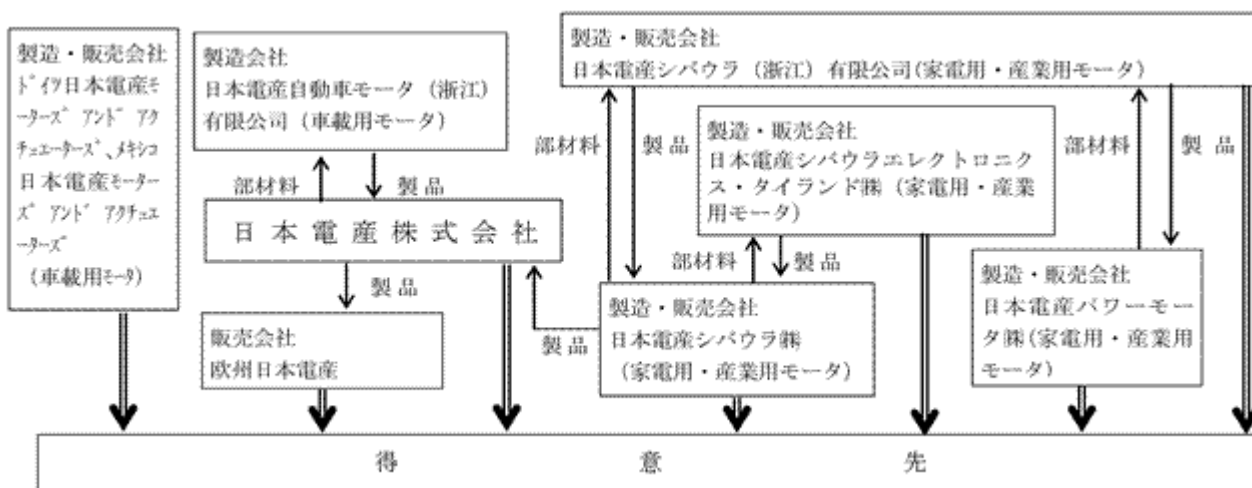 製造・販売会社
ドイツ日本電産モ
ーターズ アンド アク
チュエーターズ、メキシコ
日本電産モーター
ズ アンド アクチュエ
ーターズ
（車載用モータ）
製造会社
日本電産自動車モータ（浙江）
有限公司（車載用モータ）
部材料
製品
日本電産株式会社
製品
販売会社
欧州日本電産
製造・販売会社
日本電産シバウラ（浙江）有限公司(家電用・産業用モータ)
部材料
製品
製造・販売会社
日本電産シバウラエレクトロニク
ス・タイランド㈱（家電用・産業
用モータ）
部材料
製品
部材料
製品
製造・販売会社
日本電産シバウラ㈱
（家電用・産業用モータ）
製品
製造・販売会社
日本電産パワーモー
タ㈱(家電用・産業用
モータ)
得意先